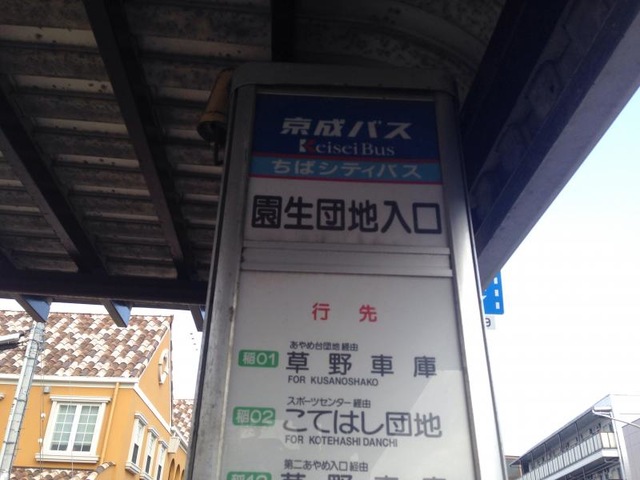 京成バス
KeiseiBus
ちばシティバス
園生団地入口
行先
あやめ台団地 経由
稲01 草野車庫
FOR KUSANOSHAKO
スポーツセンター 経由
稲02 こてはし団地
FOR KOTEHASHI DANCHI
第二あやめ入口 経由